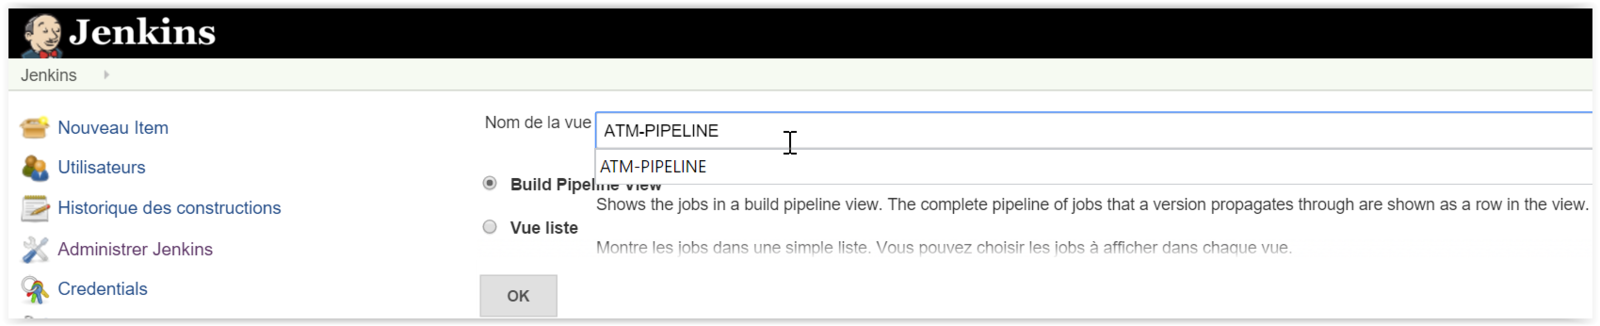 Jenkins
Jenkins
Nouveau Item
Utilisateurs
Historique des constructions
Administrer Jenkins
Credentials
Nom de la vue ATM-PIPELINE
ATM-PIPELINE
Build Pipeline View
Shows the jobs in a build pipeline view. The complete pipeline of jobs that a version propagates through are shown as a row in the view.
Vue liste
Montre les jobs dans une simple liste. Vous pouvez choisir les jobs à afficher dans chaque vue.
OK